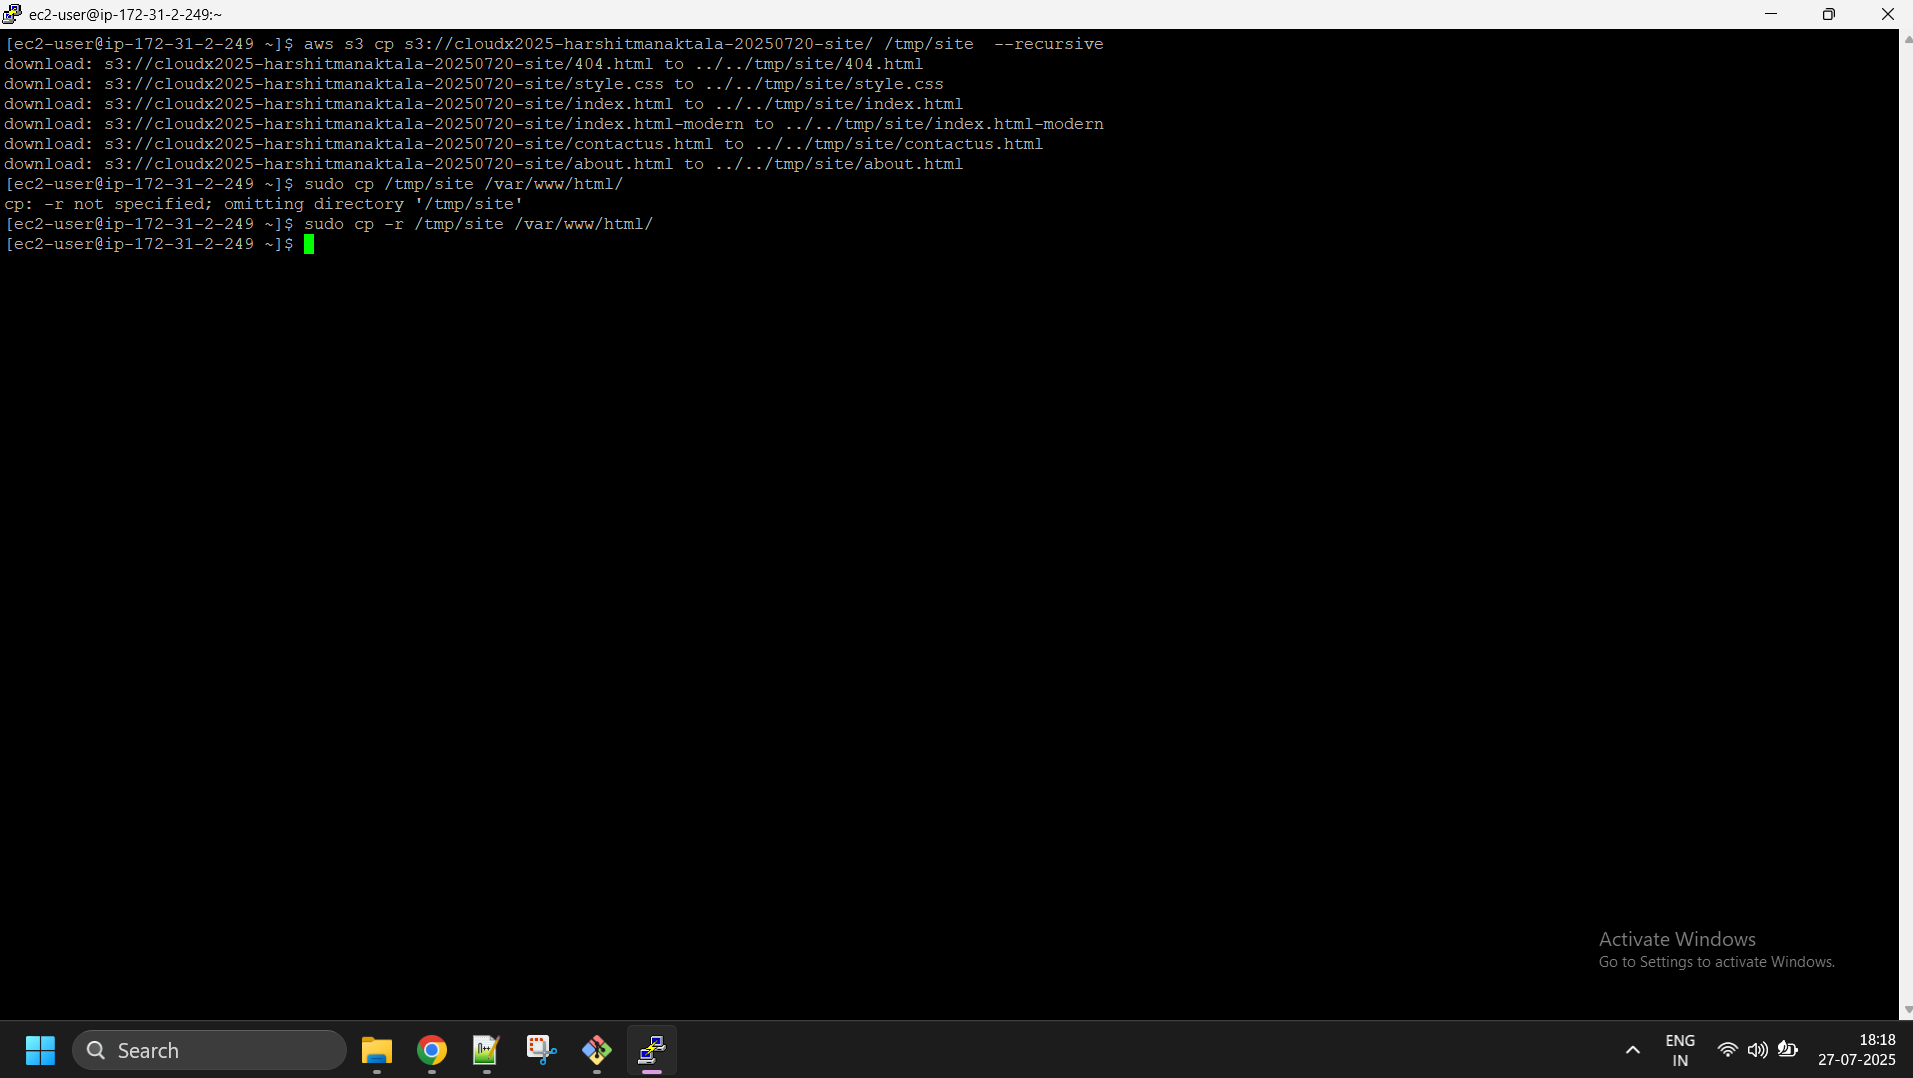 ec2-user@ip-172-31-2-249:~
[ec2-user@ip-172-31-2-249 ~]$ aws s3 cp s3://cloudx2025-harshitmanaktala-20250720-site/ /tmp/site  --recursive
download: s3://cloudx2025-harshitmanaktala-20250720-site/404.html to ../../tmp/site/404.html
download: s3://cloudx2025-harshitmanaktala-20250720-site/style.css to ../../tmp/site/style.css
download: s3://cloudx2025-harshitmanaktala-20250720-site/index.html to ../../tmp/site/index.html
download: s3://cloudx2025-harshitmanaktala-20250720-site/index.html-modern to ../../tmp/site/index.html-modern
download: s3://cloudx2025-harshitmanaktala-20250720-site/contactus.html to ../../tmp/site/contactus.html
download: s3://cloudx2025-harshitmanaktala-20250720-site/about.html to ../../tmp/site/about.html
[ec2-user@ip-172-31-2-249 ~]$ sudo cp /tmp/site /var/www/html/
cp: -r not specified; omitting directory '/tmp/site'
[ec2-user@ip-172-31-2-249 ~]$ sudo cp -r /tmp/site /var/www/html/
[ec2-user@ip-172-31-2-249 ~]$
Activate Windows
Go to Settings to activate Windows.
Search
ENG
IN
18:18
27-07-2025